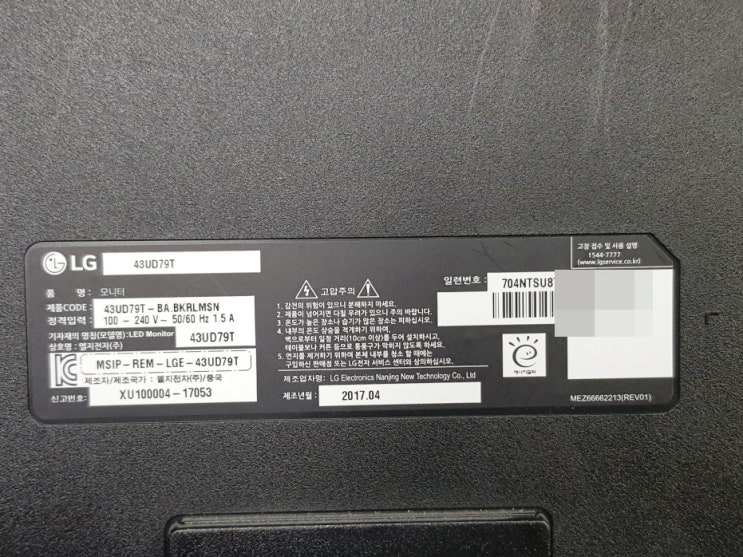 LG 43UD79T
품 명 : 모니터
제품CODE : 43UD79T-BA.BKRLMSN
정격입력 : 100 - 240 V ~ 50/60 Hz 1.5 A
기자재의 명칭(모델명):LED Monitor 43UD79T
상호명 : 엘지전자(주)
MSIP-REM-LGE-43UD79T
제조자/제조국가 : 엘지전자(주)/중국
신고번호: XU100004-17053
고압주의
1. 감전의 위험이 있으니 분해하지 마세요.
2. 제품이 넘어지면 다칠 우려가 있으니 주의 바랍니다.
3. 온도가 높은 장소나 습기가 많은 장소는 피하십시오.
4. 내부의 온도 상승을 적게하기 위하여,
벽으로부터 일정 거리(10cm 이상)를 두어 설치하시고,
테이블보나 커튼 등으로 통풍구가 막히지 않도록 하세요.
5. 먼지를 제거하기 위하여 본체 내부를 청소 할 때에는
구입하신 판매점 또는 LG전자 서비스 센터와 상의하십시오.
제조업자명: LG Electronics Nanjing New Technology Co., Ltd
제조년월 : 2017.04
일련번호 : 704NTSU8
고장 접수 및 사용 설명
1544-7777
(www.lgservice.co.kr)
에너지절약
MEZ66662213(REV01)